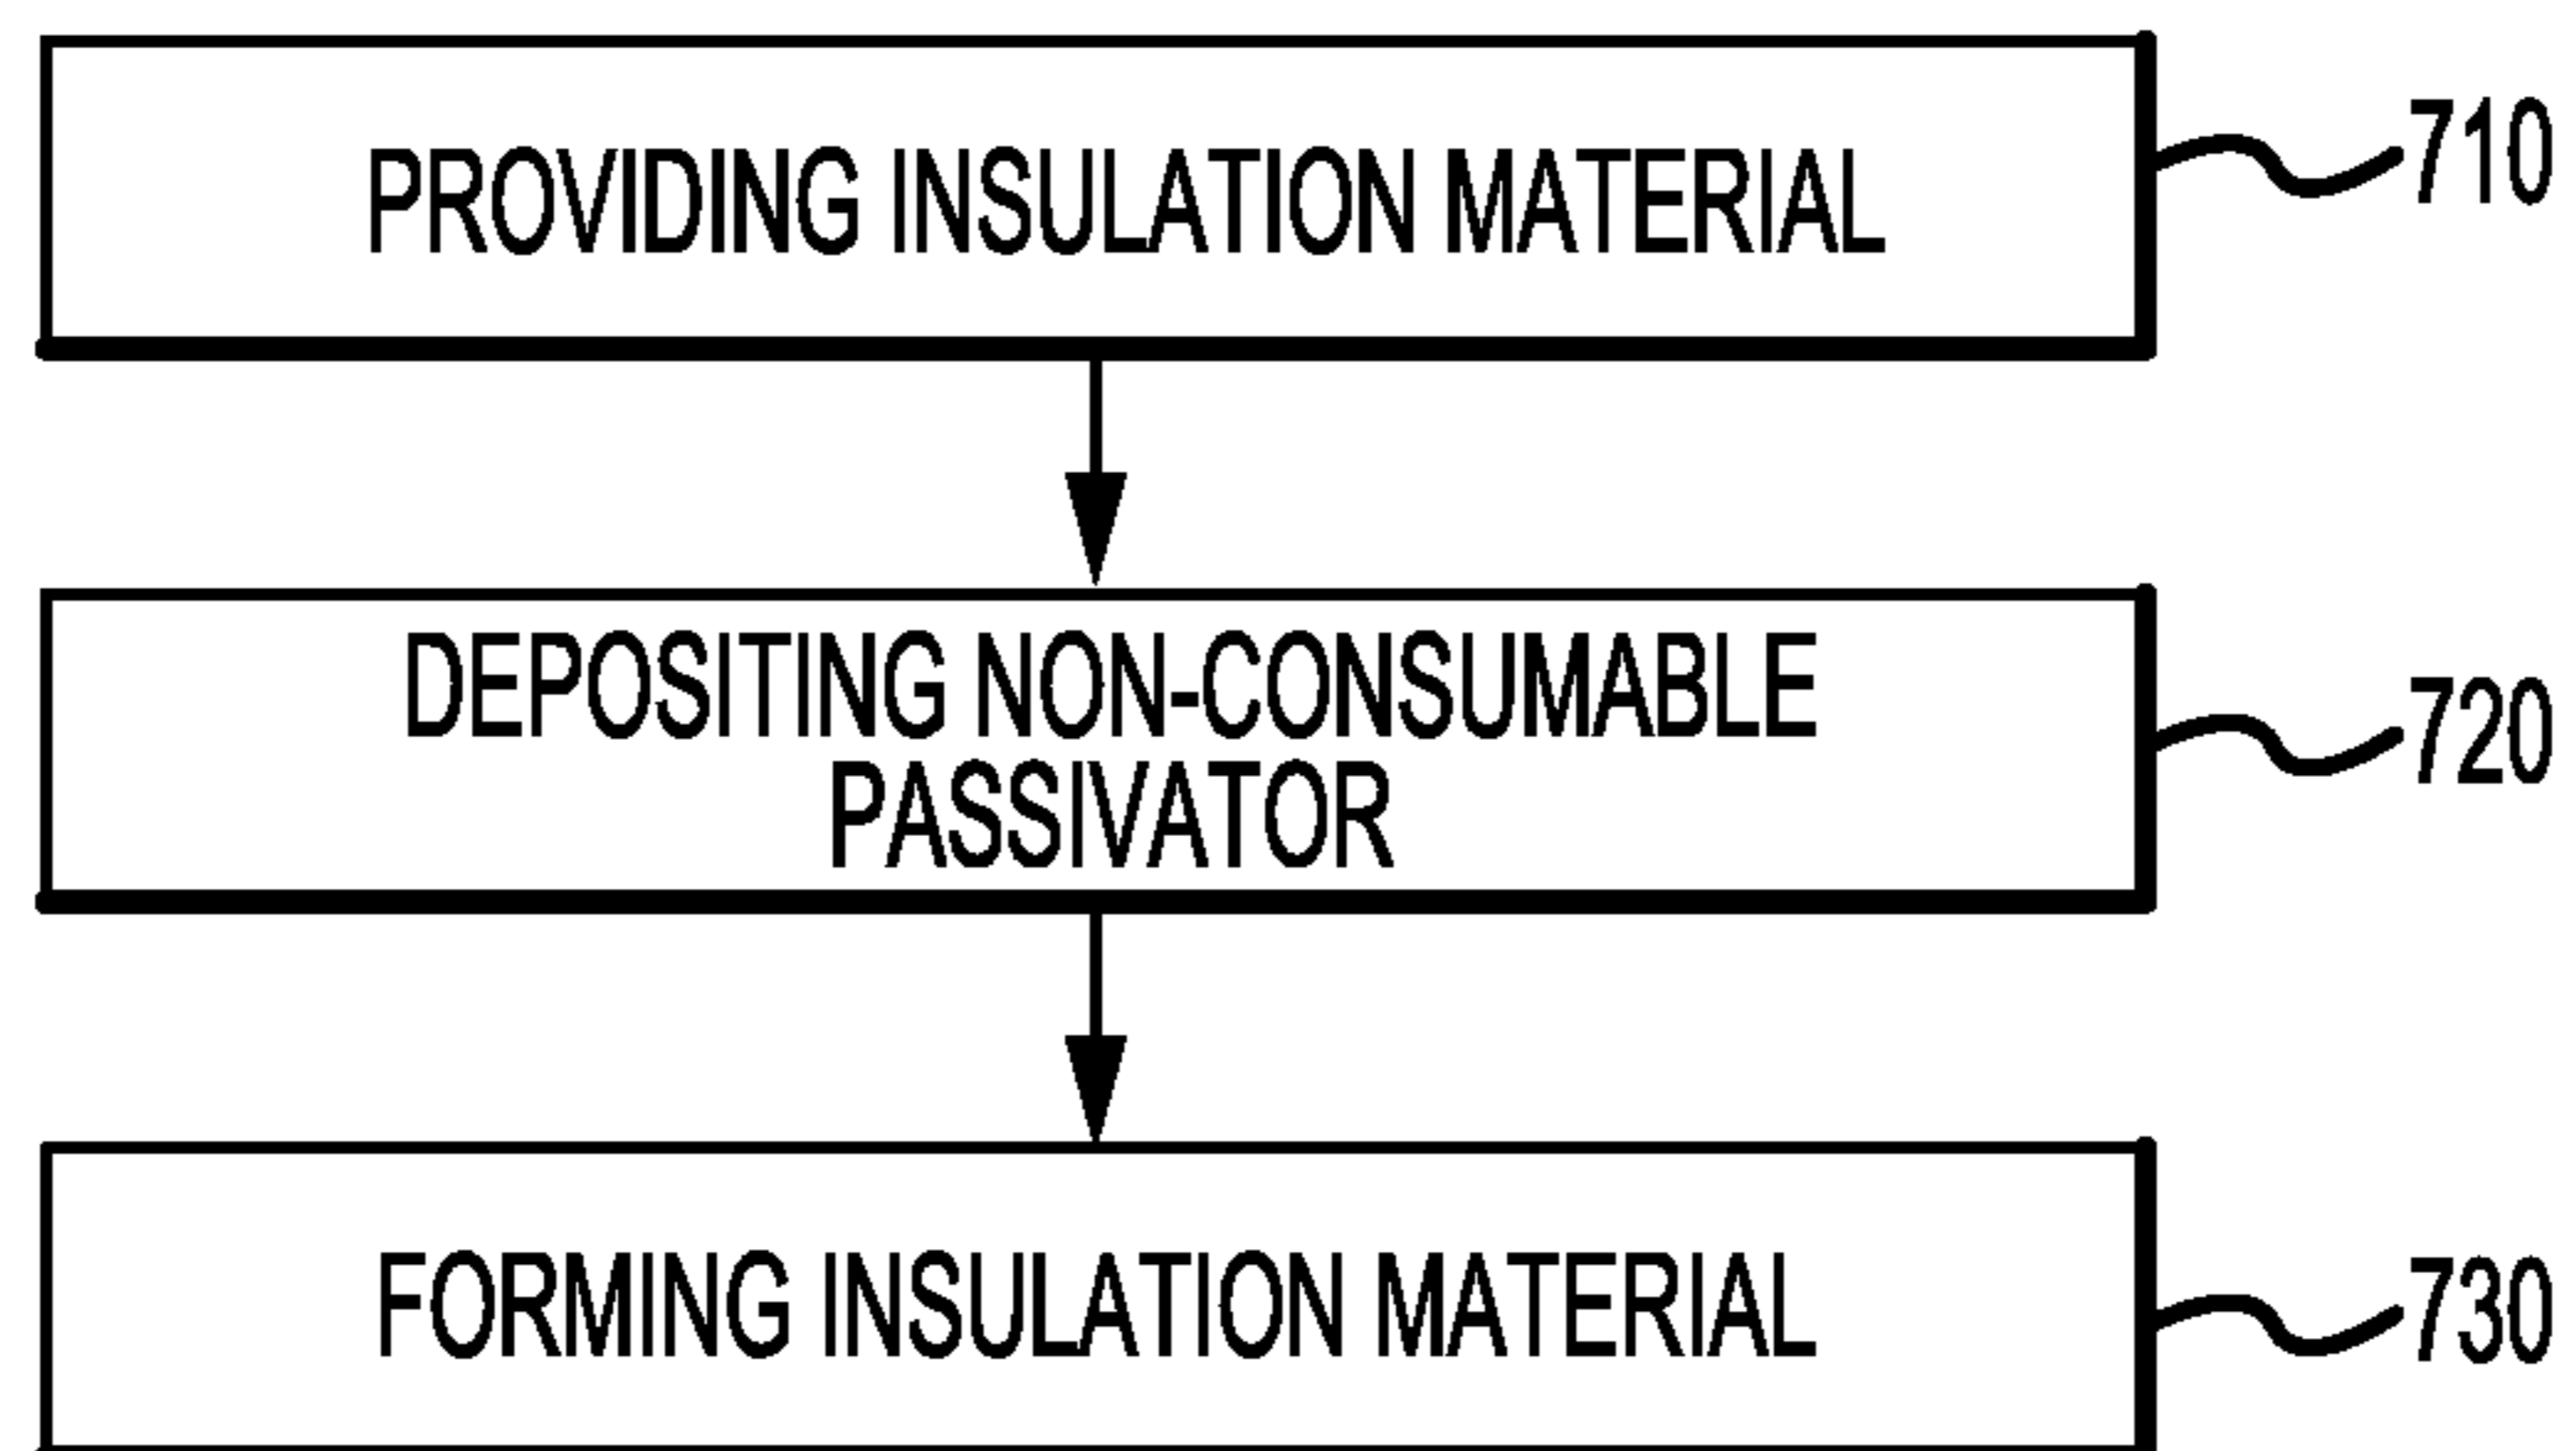 PROVIDING INSULATION MATERIAL
710
DEPOSITING NON-CONSUMABLE
PASSIVATOR
720
FORMING INSULATION MATERIAL
730